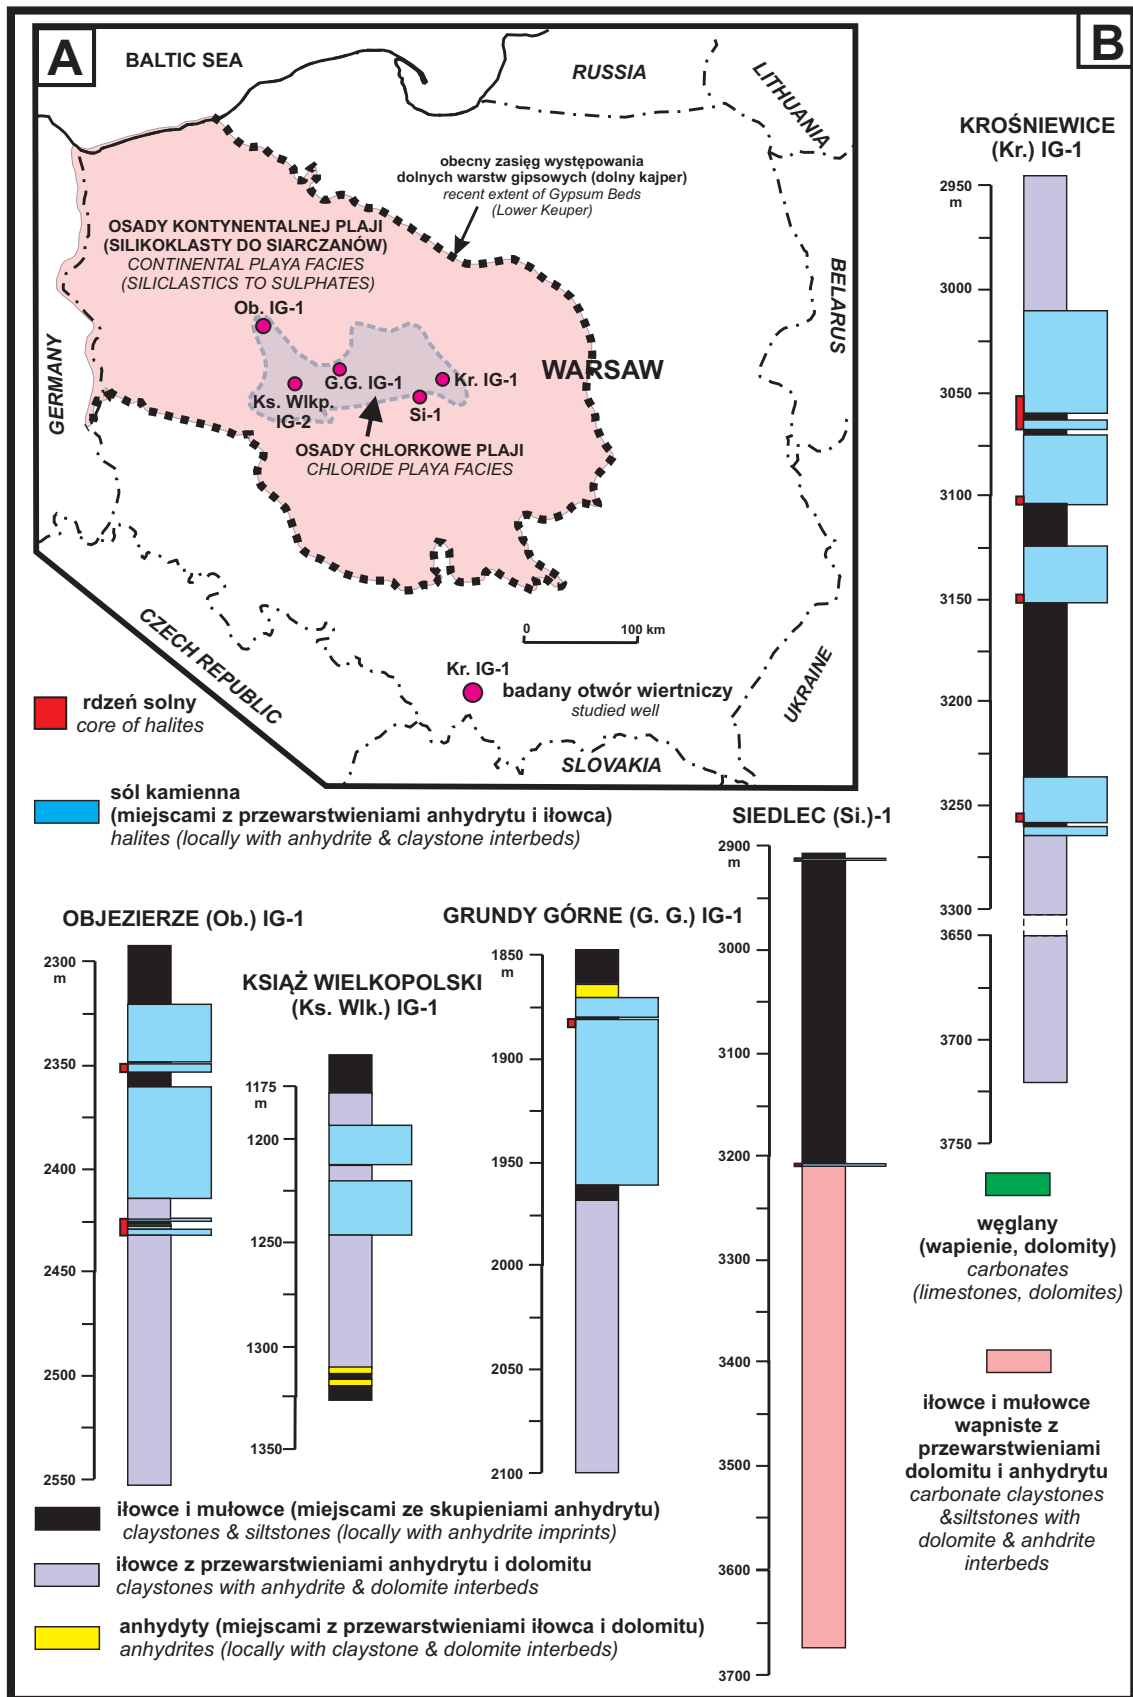 A
B
BALTIC SEA
RUSSIA
LITHUANIA
BELARUS
UKRAINE
SLOVAKIA
CZECH REPUBLIC
GERMANY
obecny zasięg występowania
dolnych warstw gipsowych (dolny kajper)
recent extent of Gypsum Beds
(Lower Keuper)
OSADY KONTYNENTALNEJ PLAJI
(SILIKOKLASTY DO SIARCZANÓW)
CONTINENTAL PLAYA FACIES
(SILICLASTICS TO SULPHATES)
Ob. IG-1
WARSAW
G.G. IG-1
Kr. IG-1
Ks. Wlkp.
IG-2
Si-1
OSADY CHLORKOWE PLAJI
CHLORIDE PLAYA FACIES
0
100 km
Kr. IG-1
badany otwór wiertniczy
studied well
rdzeń solny
core of halites
sól kamienna
(miejscami z przewarstwieniami anhydrytu i iłowca)
halites (locally with anhydrite & claystone interbeds)
KROŚNIEWICE
(Kr.) IG-1
2950
m
3000
3050
3100
3150
3200
3250
3300
3650
3700
3750
SIEDLEC (Si.)-1
2900
m
3000
3100
3200
3300
3400
3500
3600
3700
OBJEZIERZE (Ob.) IG-1
2300
m
2350
2400
2450
2500
2550
KSIĄŻ WIELKOPOLSKI
(Ks. Wlk.) IG-1
1175
m
1200
1250
1300
1350
GRUNDY GÓRNE (G. G.) IG-1
1850
m
1900
1950
2000
2050
2100
węglany
(wapienie, dolomity)
carbonates
(limestones, dolomites)
iłowce i mułowce
wapniste z
przewarstwieniami
dolomitu i anhydrytu
carbonate claystones
&siltstones with
dolomite & anhdrite
interbeds
iłowce i mułowce (miejscami ze skupieniami anhydrytu)
claystones & siltstones (locally with anhydrite imprints)
iłowce z przewarstwieniami anhydrytu i dolomitu
claystones with anhydrite & dolomite interbeds
anhydyty (miejscami z przewarstwieniami iłowca i dolomitu)
anhydrites (locally with claystone & dolomite interbeds)